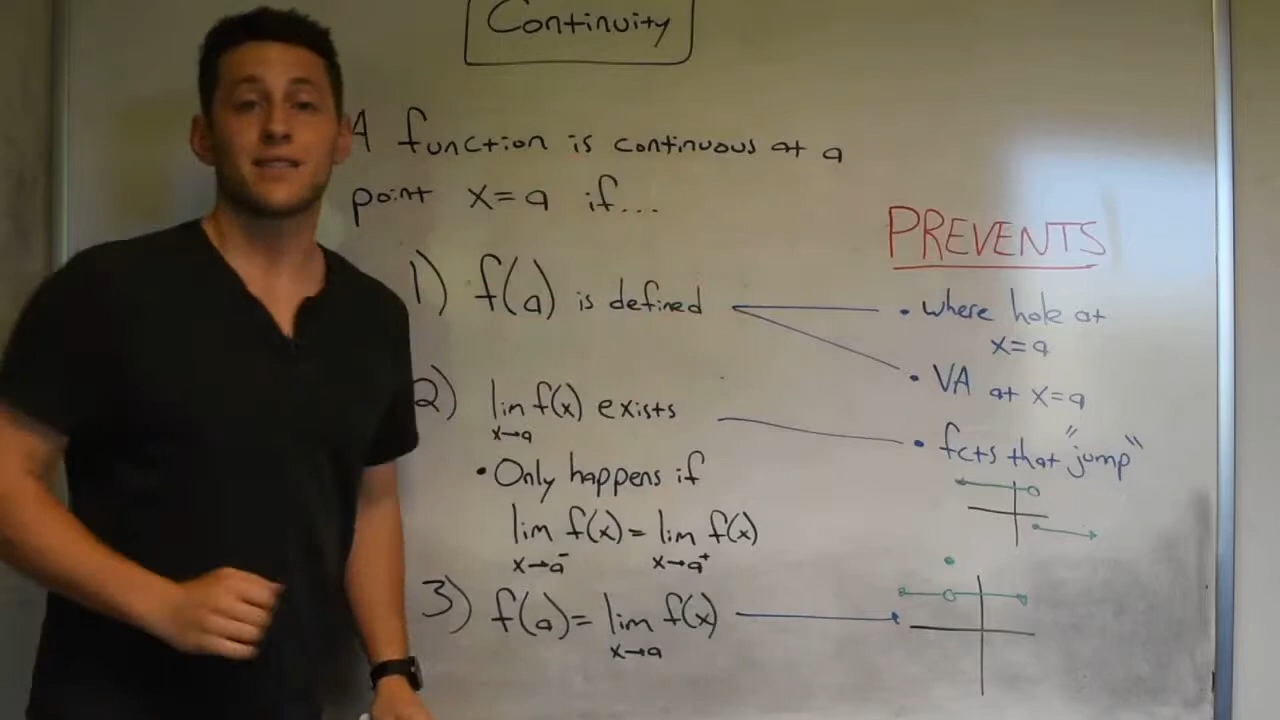 Continuity
A function is continuous at a
point x=a if...
1) f(a) is defined
2) lim f(x) exists
x→a
• Only happens if
lim f(x) = lim f(x)
x→a⁻ x→a⁺
3) f(a) = lim f(x)
x→a
PREVENTS
• where hole at
x=a
• VA at x=a
• fcts that "jump"